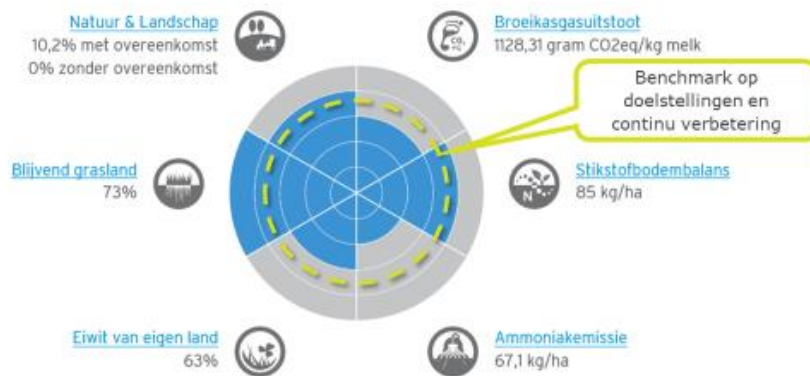 Natuur & Landschap
10,2% met overeenkomst
0% zonder overeenkomst
Broeikasgasuitstoot
1128,31 gram CO2eq/kg melk
Benchmark op
doelstellingen en
continu verbetering
Blijvend grasland
73%
Stikstofbodembalans
85 kg/ha
N
Eiwit van eigen land
63%
Ammoniakemissie
67,1 kg/ha